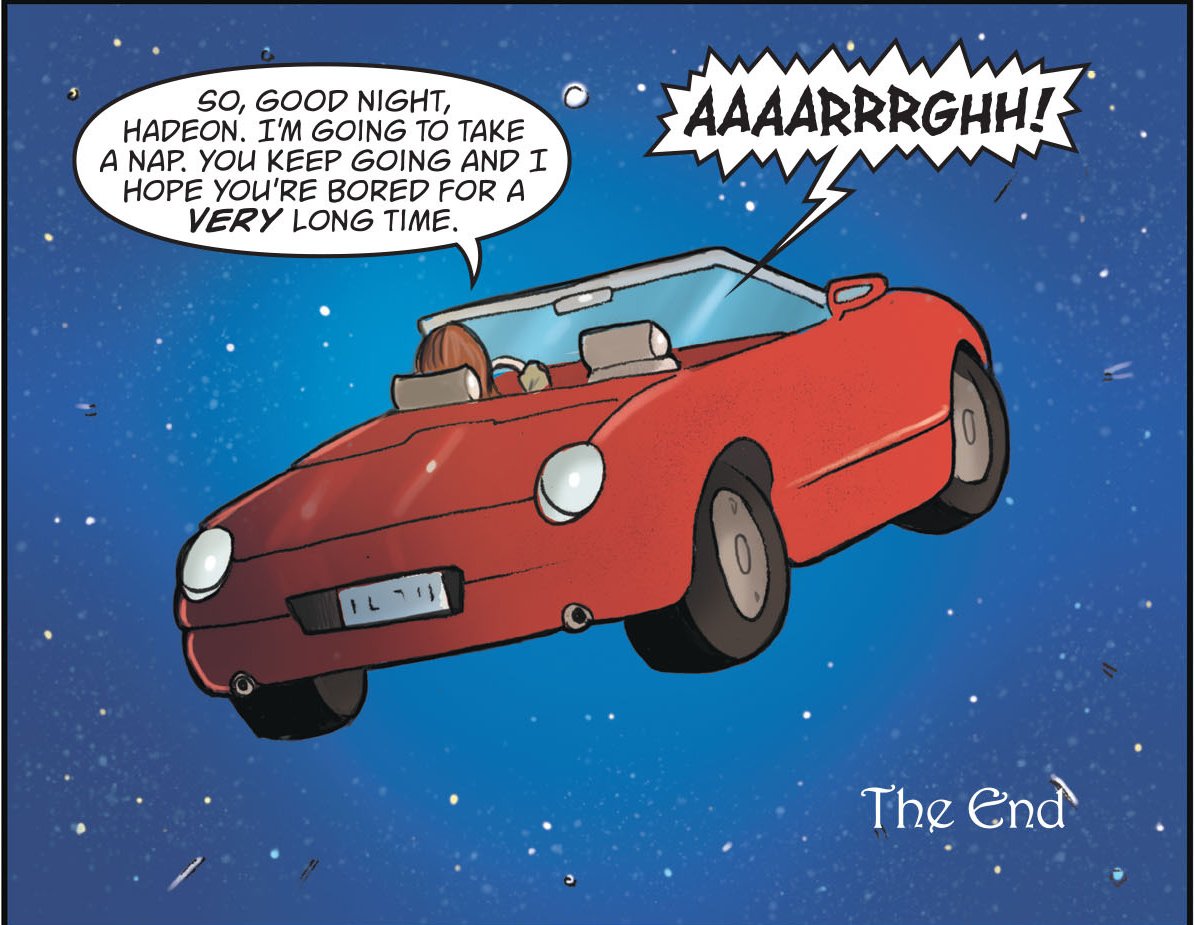 SO, GOOD NIGHT,
HADEON. I'M GOING TO TAKE
A NAP. YOU KEEP GOING AND I
HOPE YOU'RE BORED FOR A
VERY LONG TIME.
AAAARRRGHH!
The End